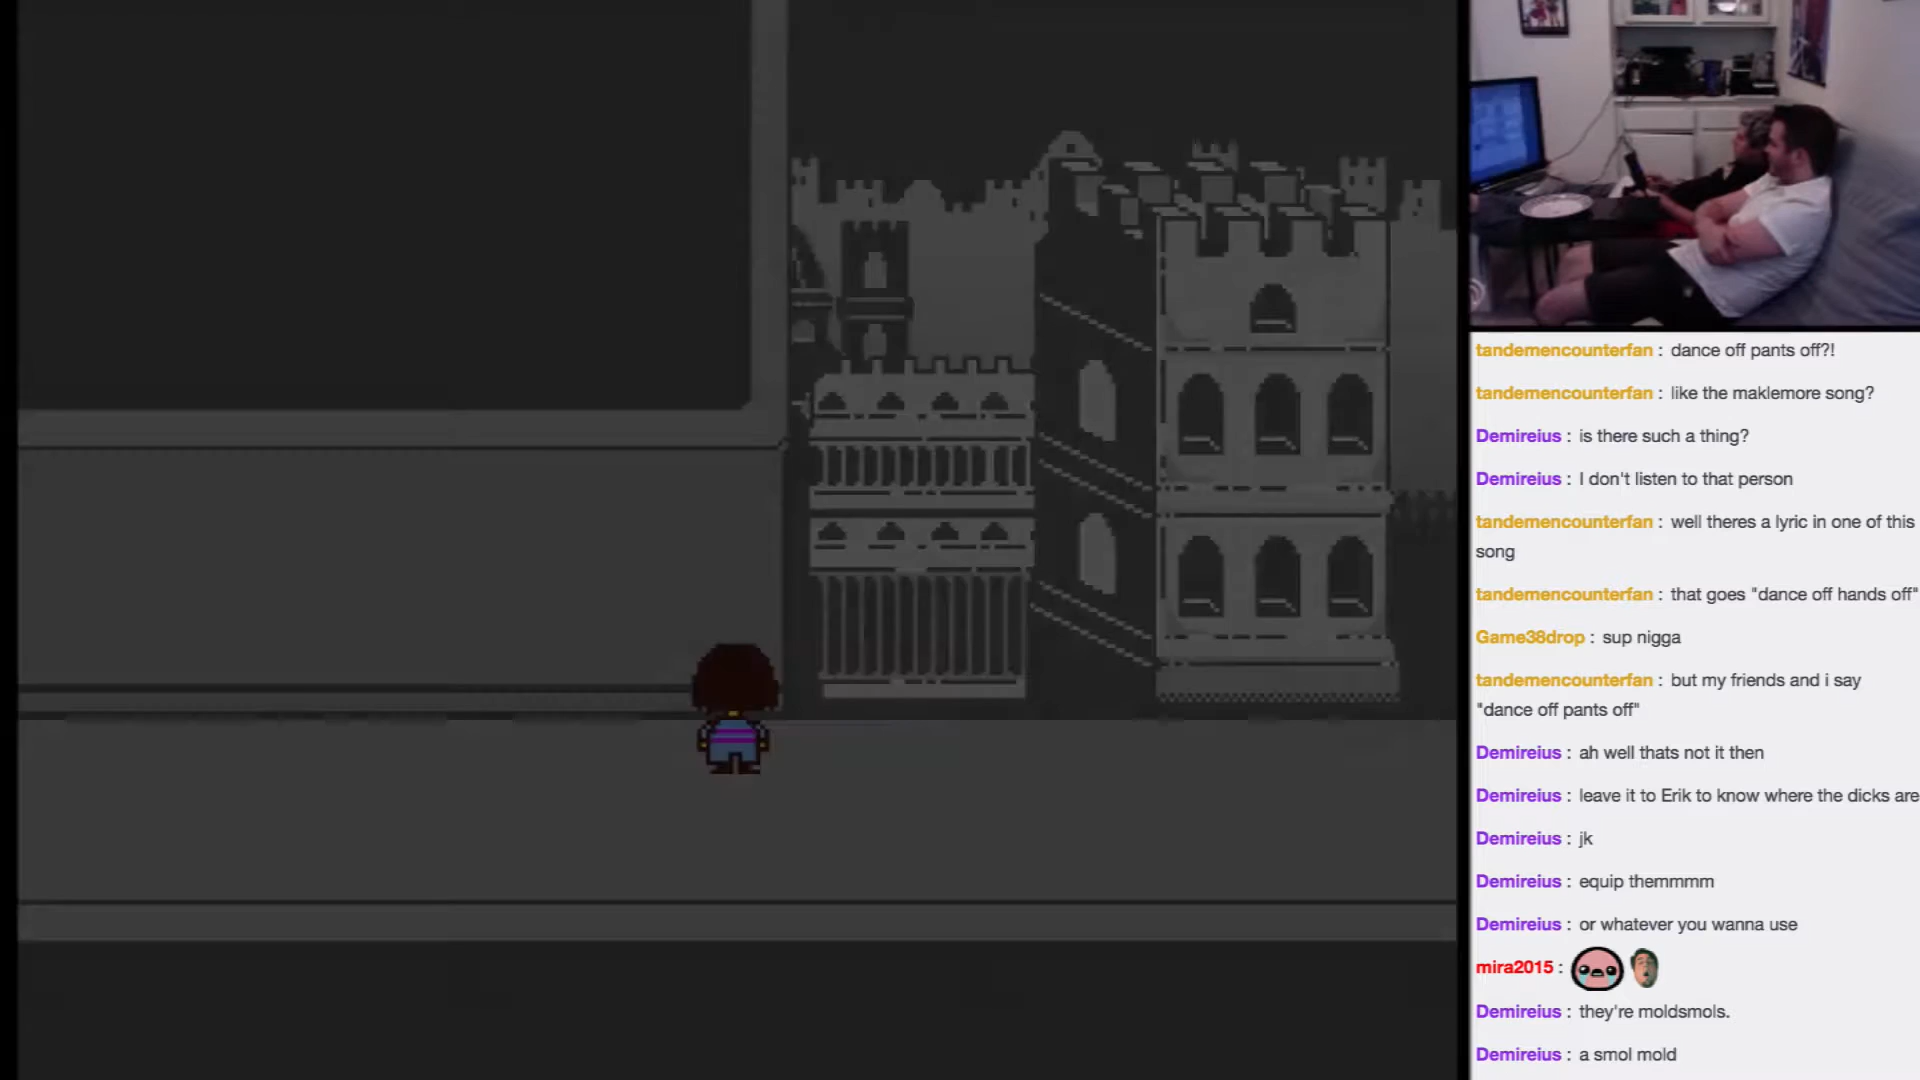 tandemencounterfan : dance off pants off?!
tandemencounterfan : like the maklemore song?
Demireius : is there such a thing?
Demireius : I don't listen to that person
tandemencounterfan : well theres a lyric in one of this
song
tandemencounterfan : that goes "dance off hands off"
Game38drop : sup nigga
tandemencounterfan : but my friends and i say
"dance off pants off"
Demireius : ah well thats not it then
Demireius : leave it to Erik to know where the dicks are
Demireius : jk
Demireius : equip themmmm
Demireius : or whatever you wanna use
mira2015 :
Demireius : they're moldsmols.
Demireius : a smol mold